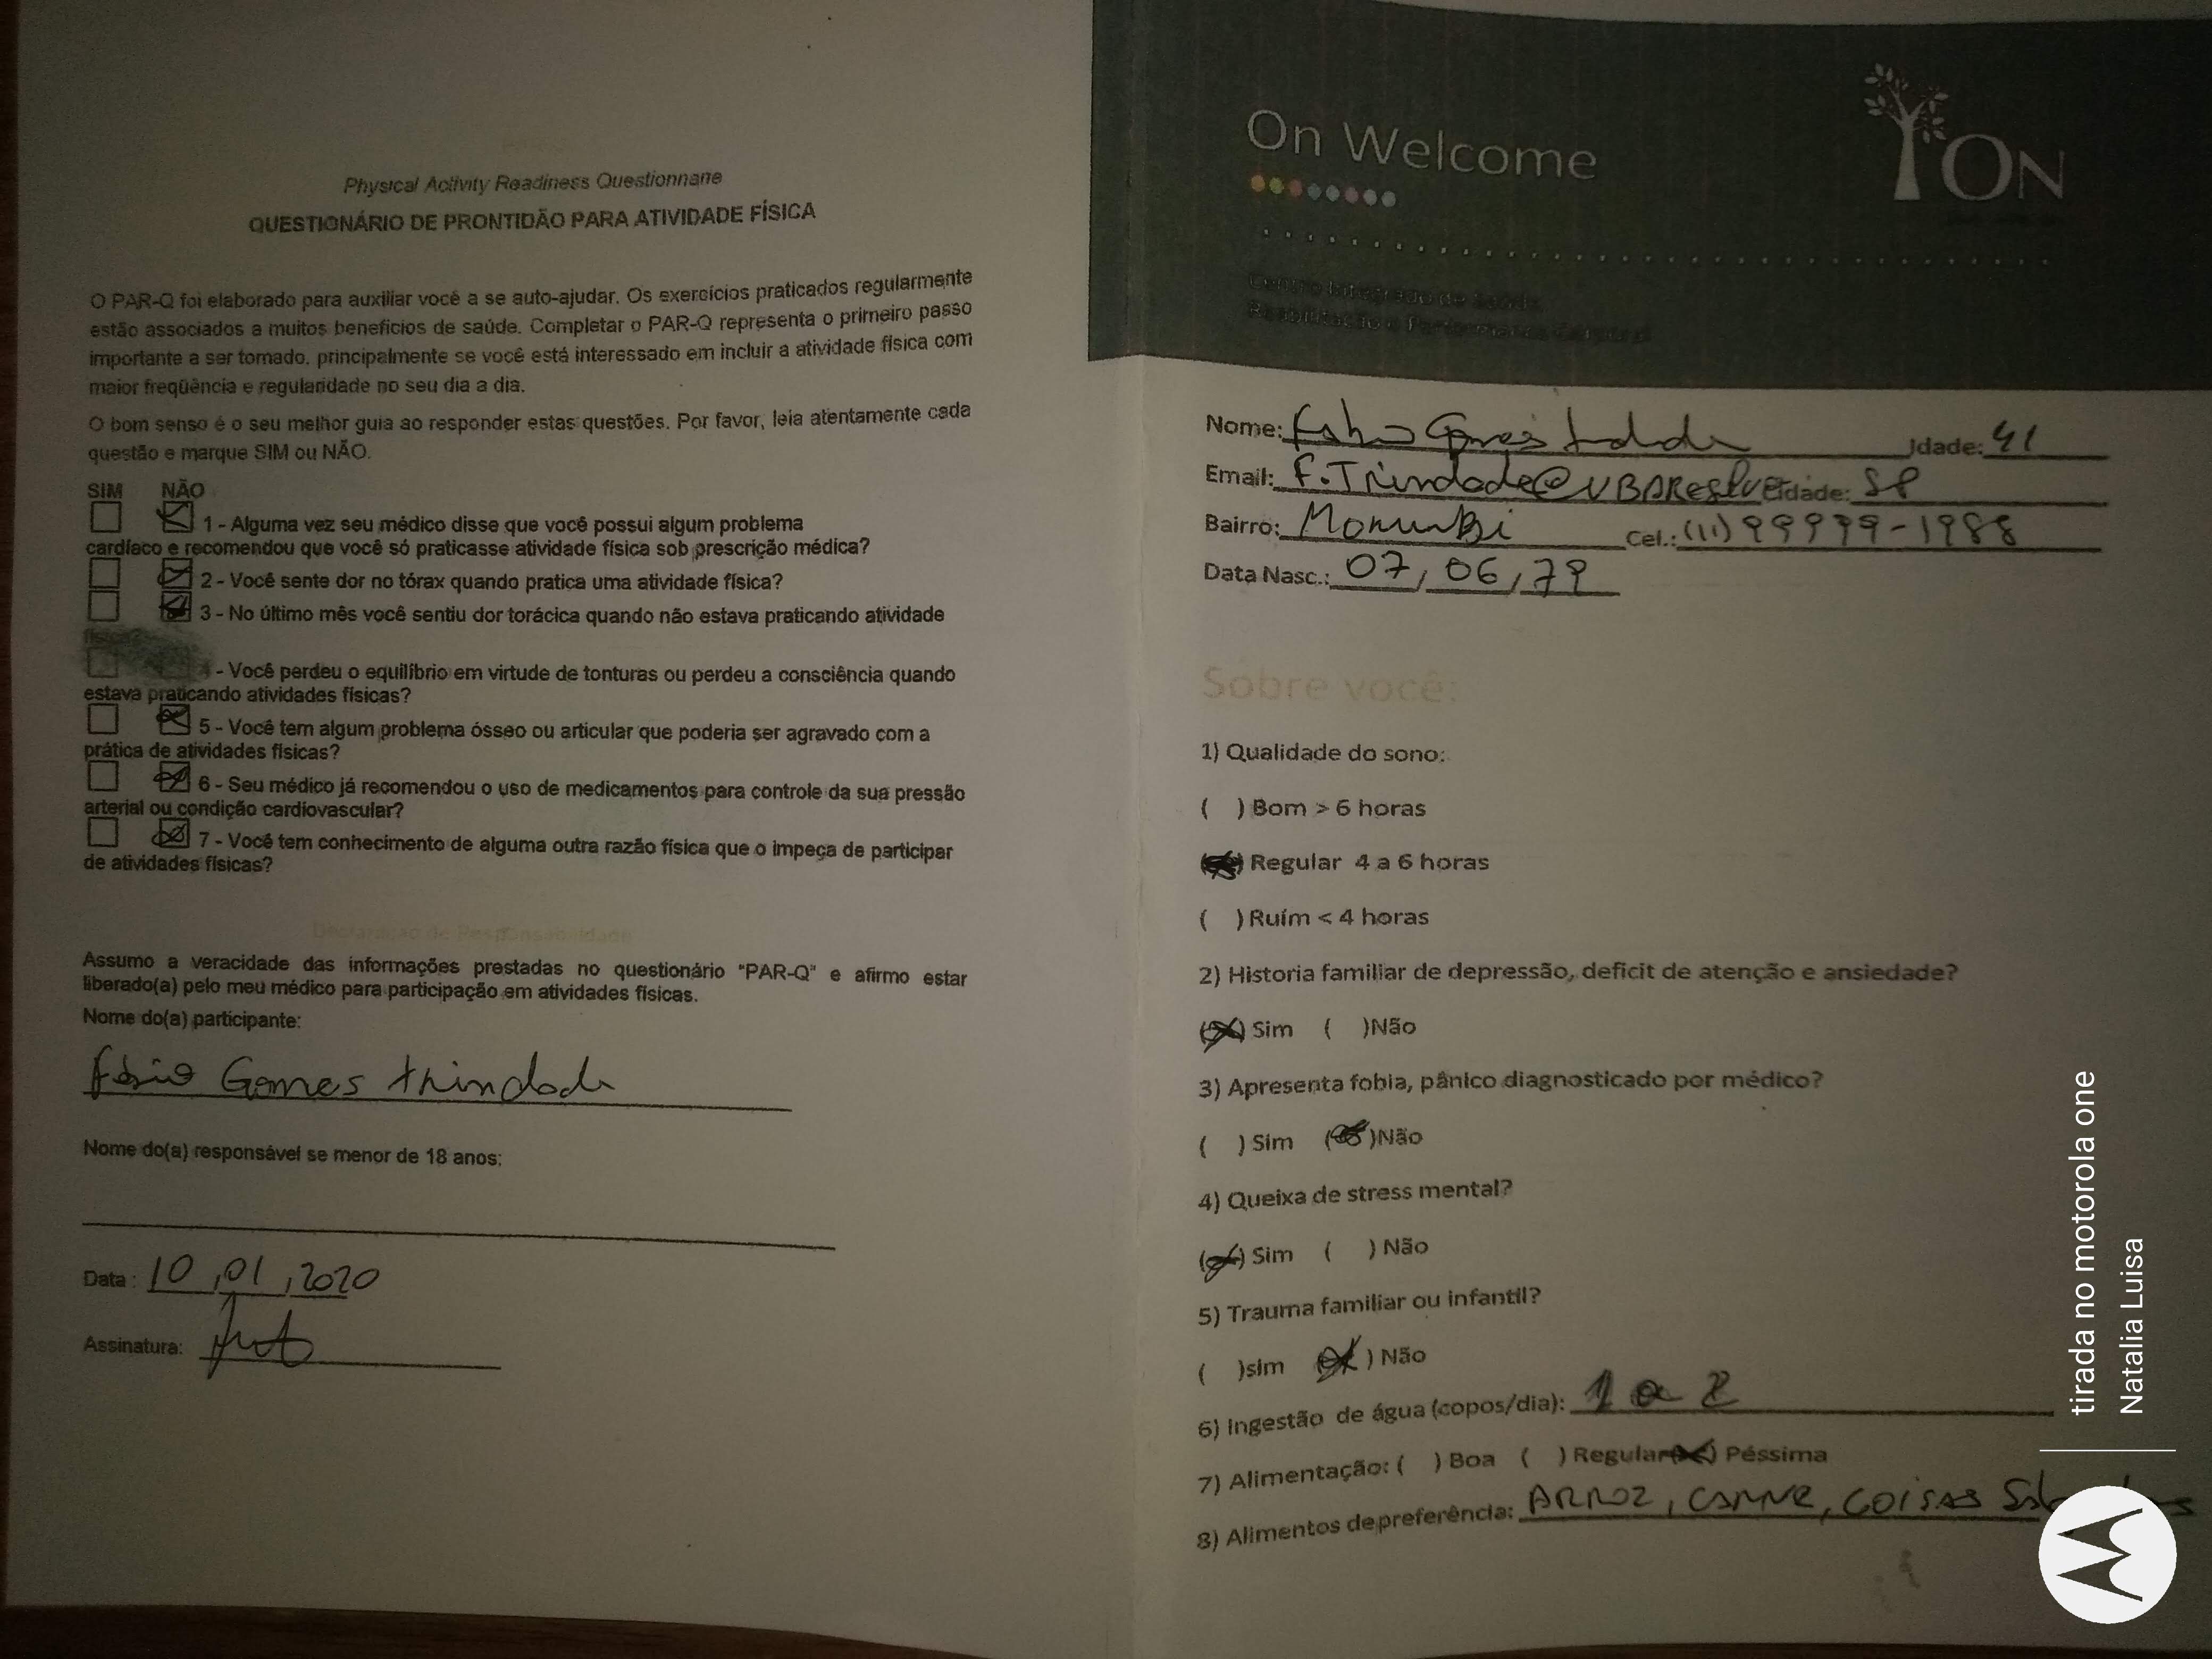 Physical Activity Readiness Questionnaire
QUESTIONÁRIO DE PRONTIDÃO PARA ATIVIDADE FÍSICA
O PAR-Q foi elaborado para auxiliar você a se auto-ajudar. Os exercícios praticados regularmente
estão associados a muitos benefícios de saúde. Completar o PAR-Q representa o primeiro passo
importante a ser tomado, principalmente se você está interessado em incluir a atividade física com
maior freqüência e regularidade no seu dia a dia.
O bom senso é o seu melhor guia ao responder estas questões. Por favor, leia atentamente cada
questão e marque SIM ou NÃO.
SIM NÃO
1 - Alguma vez seu médico disse que você possui algum problema
cardíaco e recomendou que você só praticasse atividade física sob prescrição médica?
2 - Você sente dor no tórax quando pratica uma atividade física?
3 - No último mês você sentiu dor torácica quando não estava praticando atividade
física?
4 - Você perdeu o equilíbrio em virtude de tonturas ou perdeu a consciência quando
estava praticando atividades físicas?
5 - Você tem algum problema ósseo ou articular que poderia ser agravado com a
prática de atividades físicas?
6 - Seu médico já recomendou o uso de medicamentos para controle da sua pressão
arterial ou condição cardiovascular?
7 - Você tem conhecimento de alguma outra razão física que o impeça de participar
de atividades físicas?
Declaração de Responsabilidade
Assumo a veracidade das informações prestadas no questionário "PAR-Q" e afirmo estar
liberado(a) pelo meu médico para participação em atividades físicas.
Nome do(a) participante:
Fábio Gomes trindade
Nome do(a) responsável se menor de 18 anos:
Data : 10 , 01 , 2020
Assinatura:
On Welcome
ON
Centro Integrado de Saúde
Reabilitação e Performance Corporal
Nome: Fabio Gomes Idade: 41
Email: F.Trindade@ Cidade: SP
Bairro: Morumbi Cel.: (11) 99999-1988
Data Nasc.: 07 , 06 , 79
Sobre você:
1) Qualidade do sono:
( ) Bom > 6 horas
(X) Regular 4 a 6 horas
( ) Ruím < 4 horas
2) Historia familiar de depressão, deficit de atenção e ansiedade?
(X) Sim ( )Não
3) Apresenta fobia, pânico diagnosticado por médico?
( ) Sim (X)Não
4) Queixa de stress mental?
(X) Sim ( ) Não
5) Trauma familiar ou infantil?
( )sim (X) Não
6) Ingestão de água (copos/dia): 1 a 2
7) Alimentação: ( ) Boa ( ) Regular (X) Péssima
8) Alimentos de preferência: ARROZ, CARNE, COISAS
tirada no motorola one
Natalia Luisa